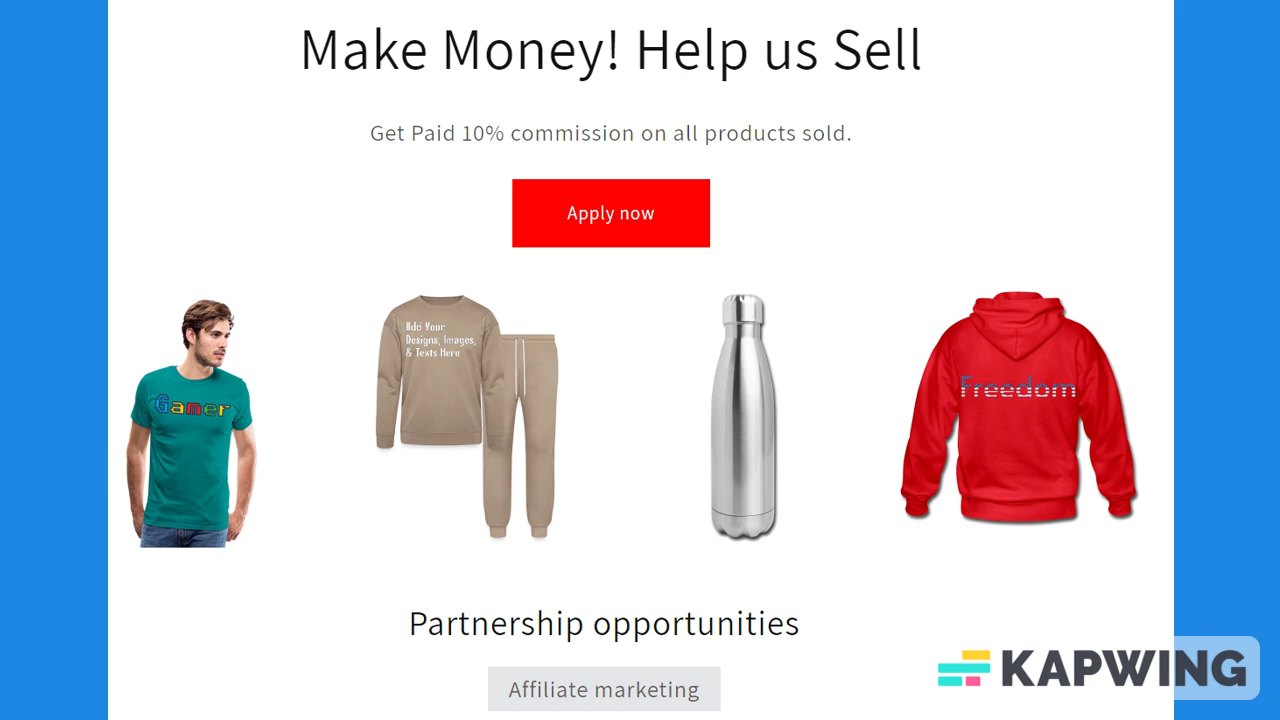 Make Money! Help us Sell
Get Paid 10% commission on all products sold.
Apply now
Gamer
Add Your
Designs, Images,
& Texts Here
Freedom
Partnership opportunities
Affiliate marketing
KAPWING